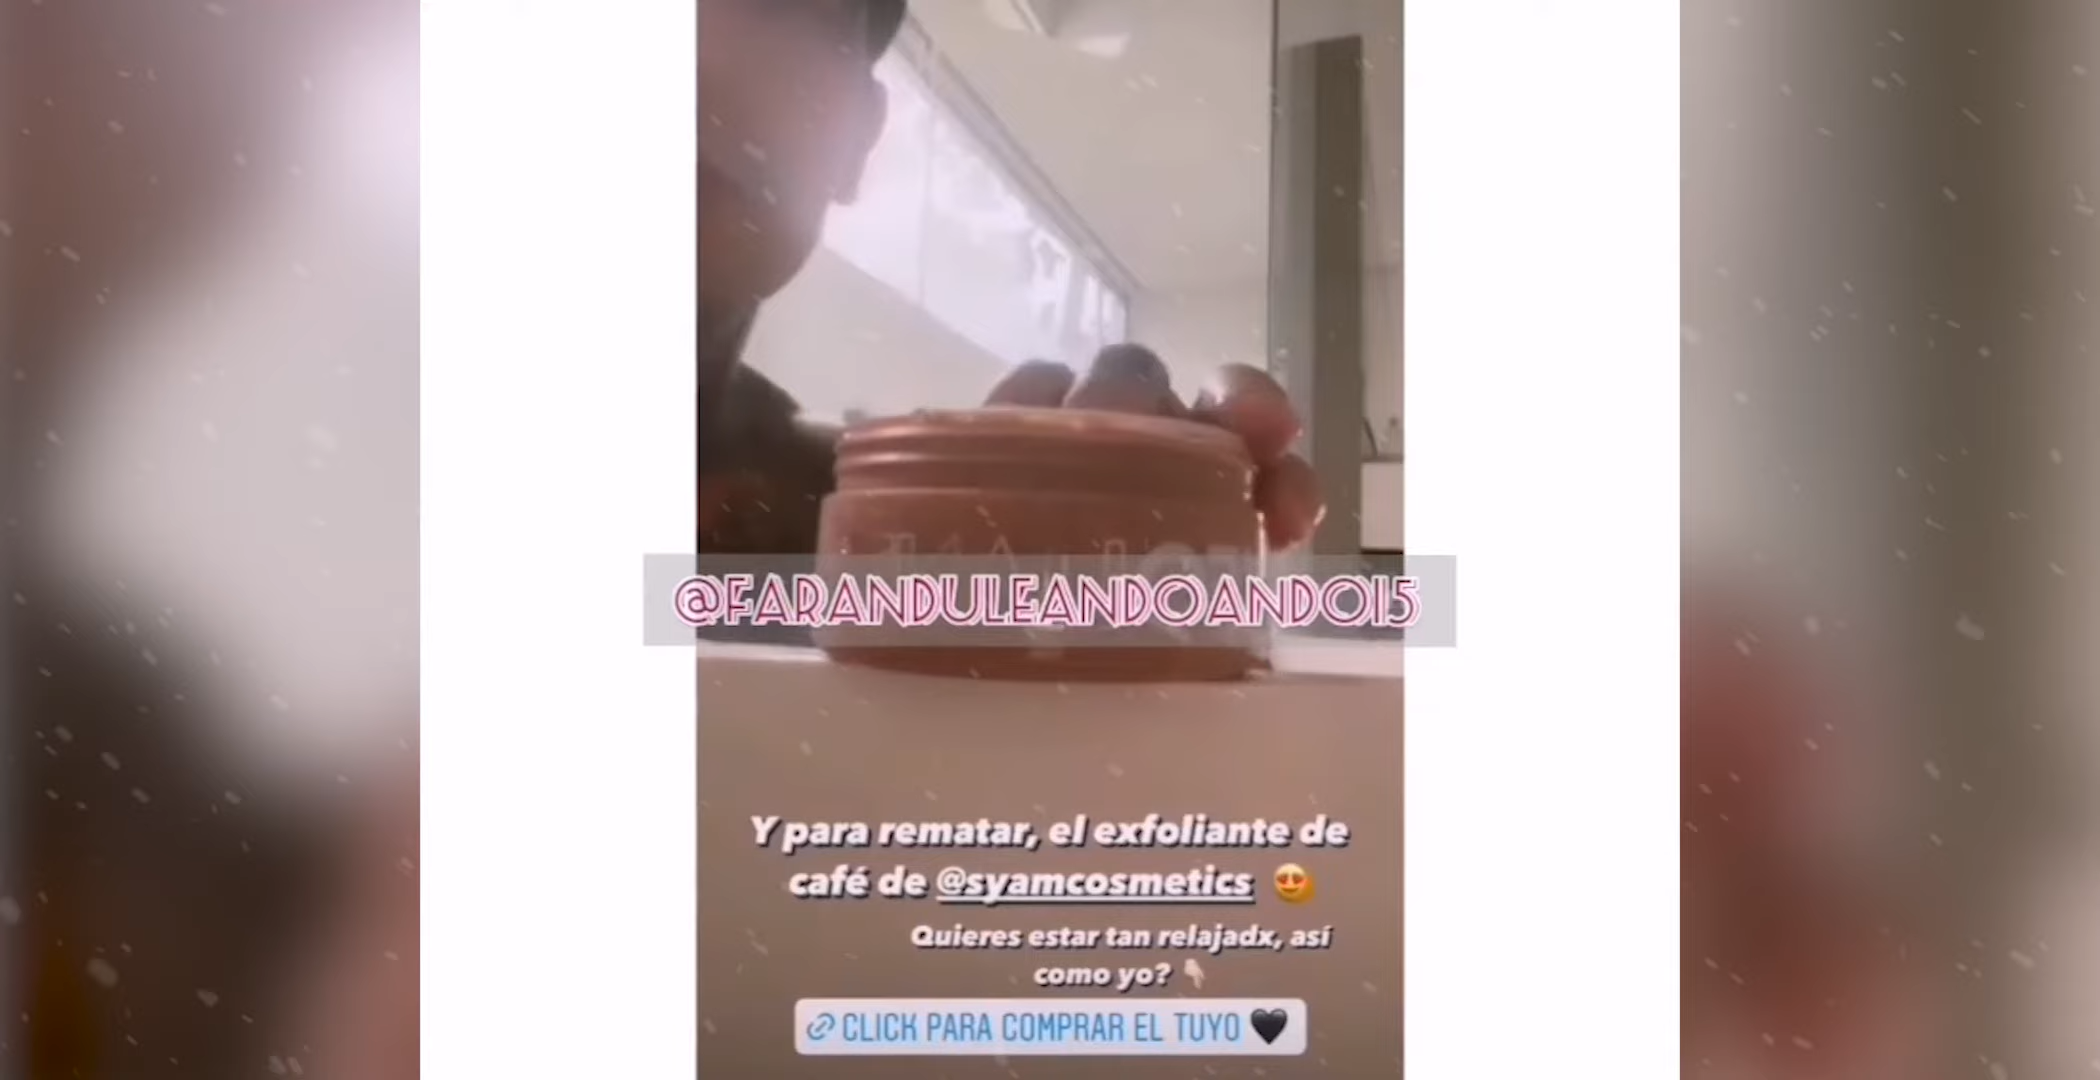 @FARANDULEANDOANDO15
Y para rematar, el exfoliante de
café de @syamcosmetics 😍
Quieres estar tan relajadx, así
como yo? 👇🏻
CLICK PARA COMPRAR EL TUYO 🖤